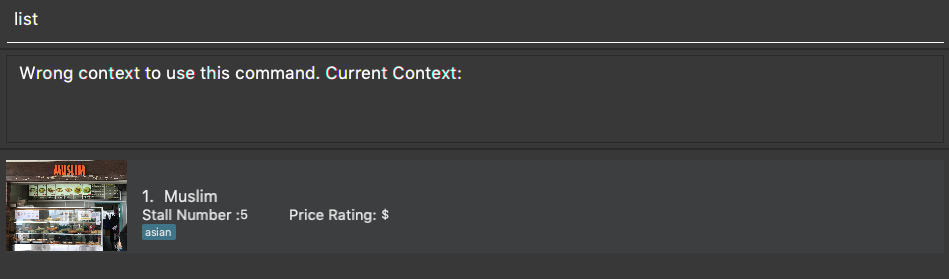 list
Wrong context to use this command. Current Context:
MUSLIM
1. Muslim
Stall Number :5 Price Rating: $
asian